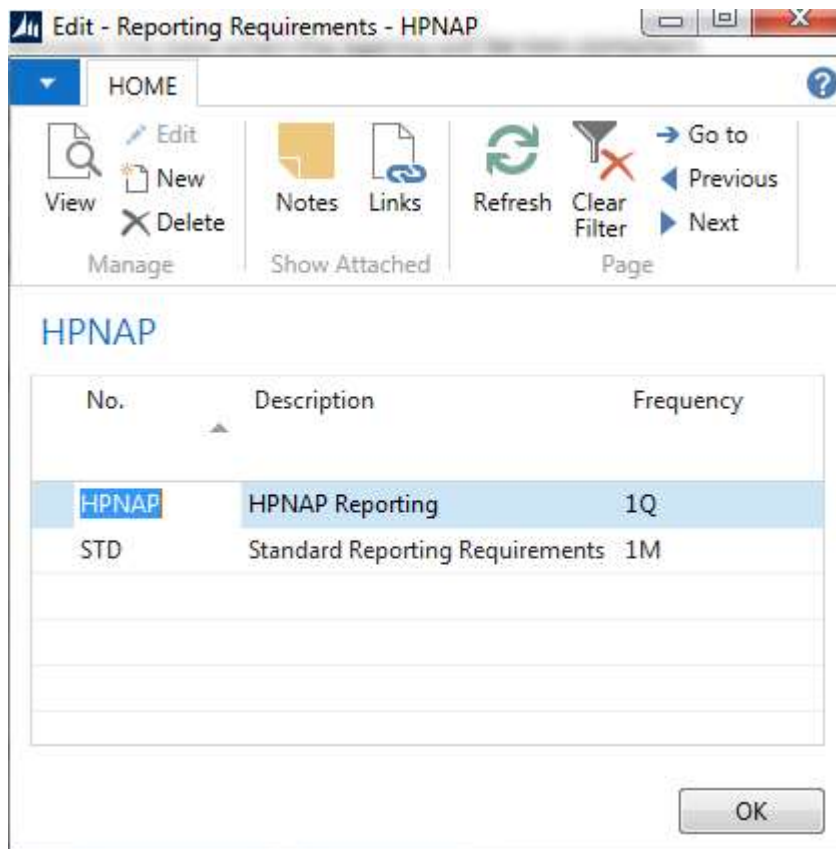 Edit - Reporting Requirements - HPNAP
HOME
View
Edit
New
Delete
Manage
Notes
Links
Show Attached
Refresh
Clear
Filter
Go to
Previous
Next
Page
HPNAP
No. Description Frequency
HPNAP HPNAP Reporting 1Q
STD Standard Reporting Requirements 1M
OK